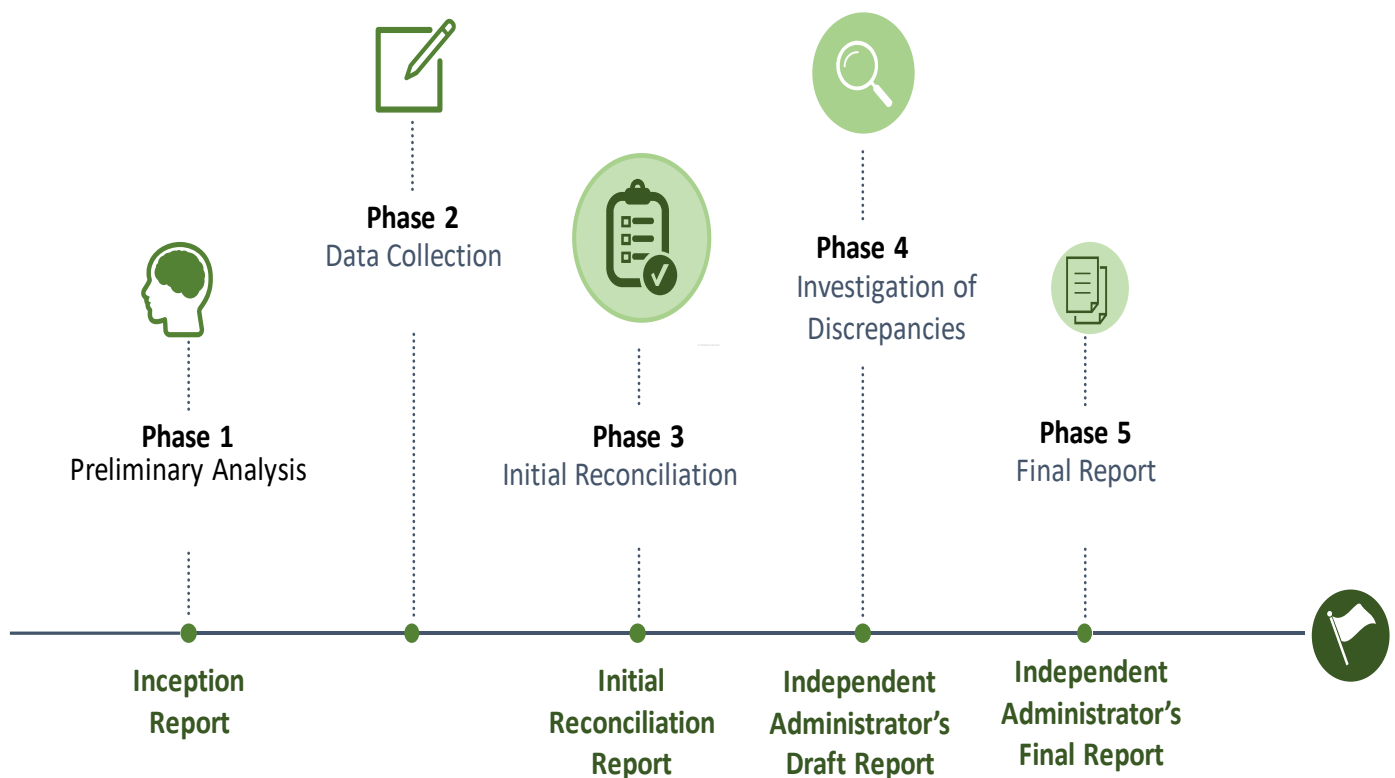 Phase 1
Preliminary Analysis
Phase 2
Data Collection
Phase 3
Initial Reconciliation
Phase 4
Investigation of
Discrepancies
Phase 5
Final Report
Inception
Report
Initial
Reconciliation
Report
Independent
Administrator’s
Draft Report
Independent
Administrator’s
Final Report